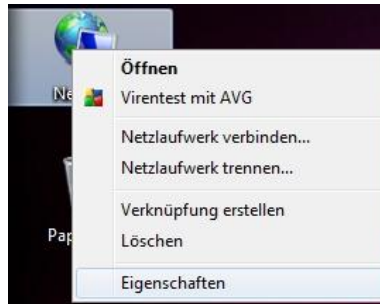 Öffnen
Virentest mit AVG
Netzlaufwerk verbinden...
Netzlaufwerk trennen...
Verknüpfung erstellen
Löschen
Eigenschaften